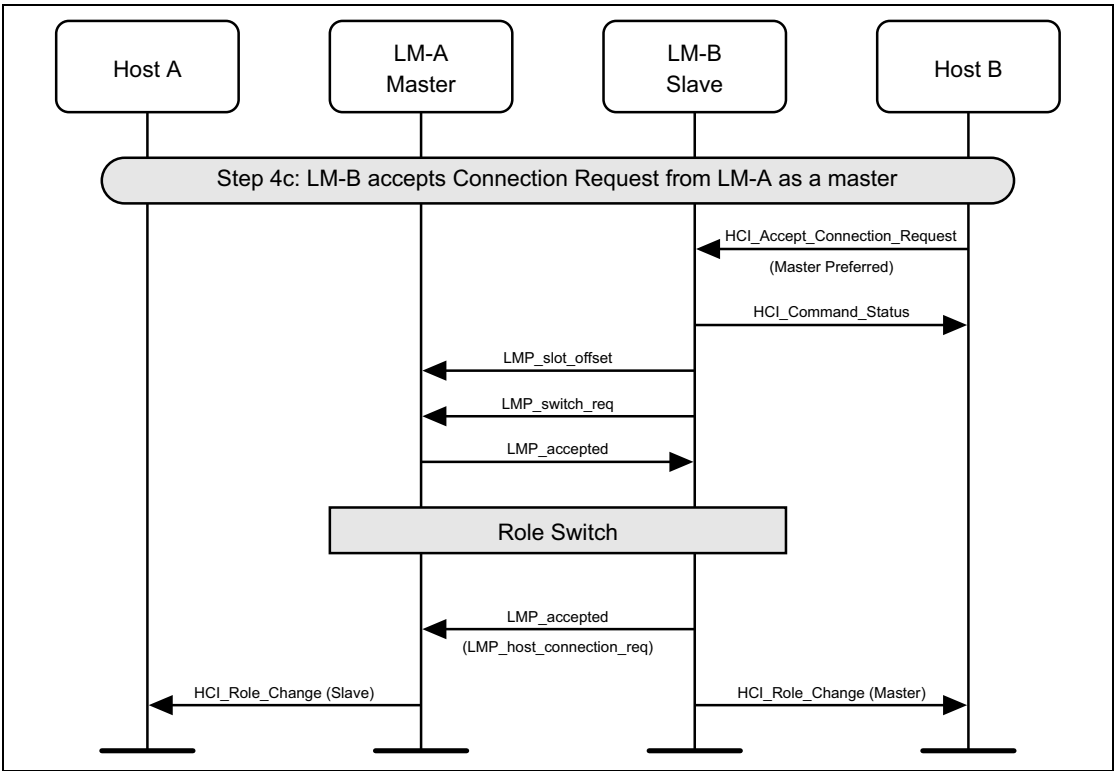 Host A
LM-A
Master
LM-B
Slave
Host B
Step 4c: LM-B accepts Connection Request from LM-A as a master
HCI_Accept_Connection_Request
(Master Preferred)
HCI_Command_Status
LMP_slot_offset
LMP_switch_req
LMP_accepted
Role Switch
LMP_accepted
(LMP_host_connection_req)
HCI_Role_Change (Slave)
HCI_Role_Change (Master)